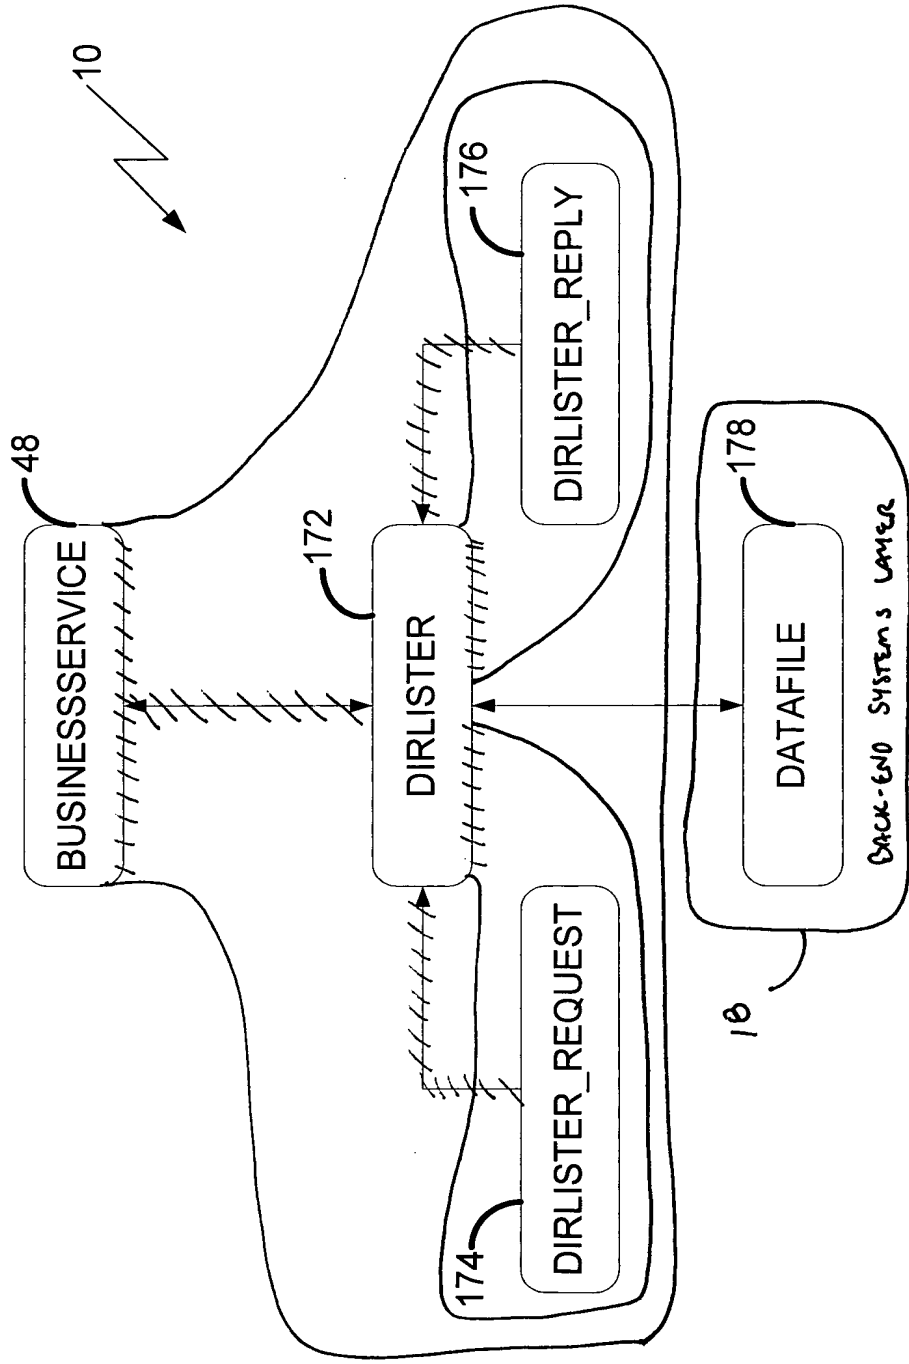 10
BUSINESSSERVICE
48
DIRLISTER
172
DIRLISTER_REQUEST
174
DIRLISTER_REPLY
176
DATAFILE
178
BACK-END SYSTEMS LAYER
18